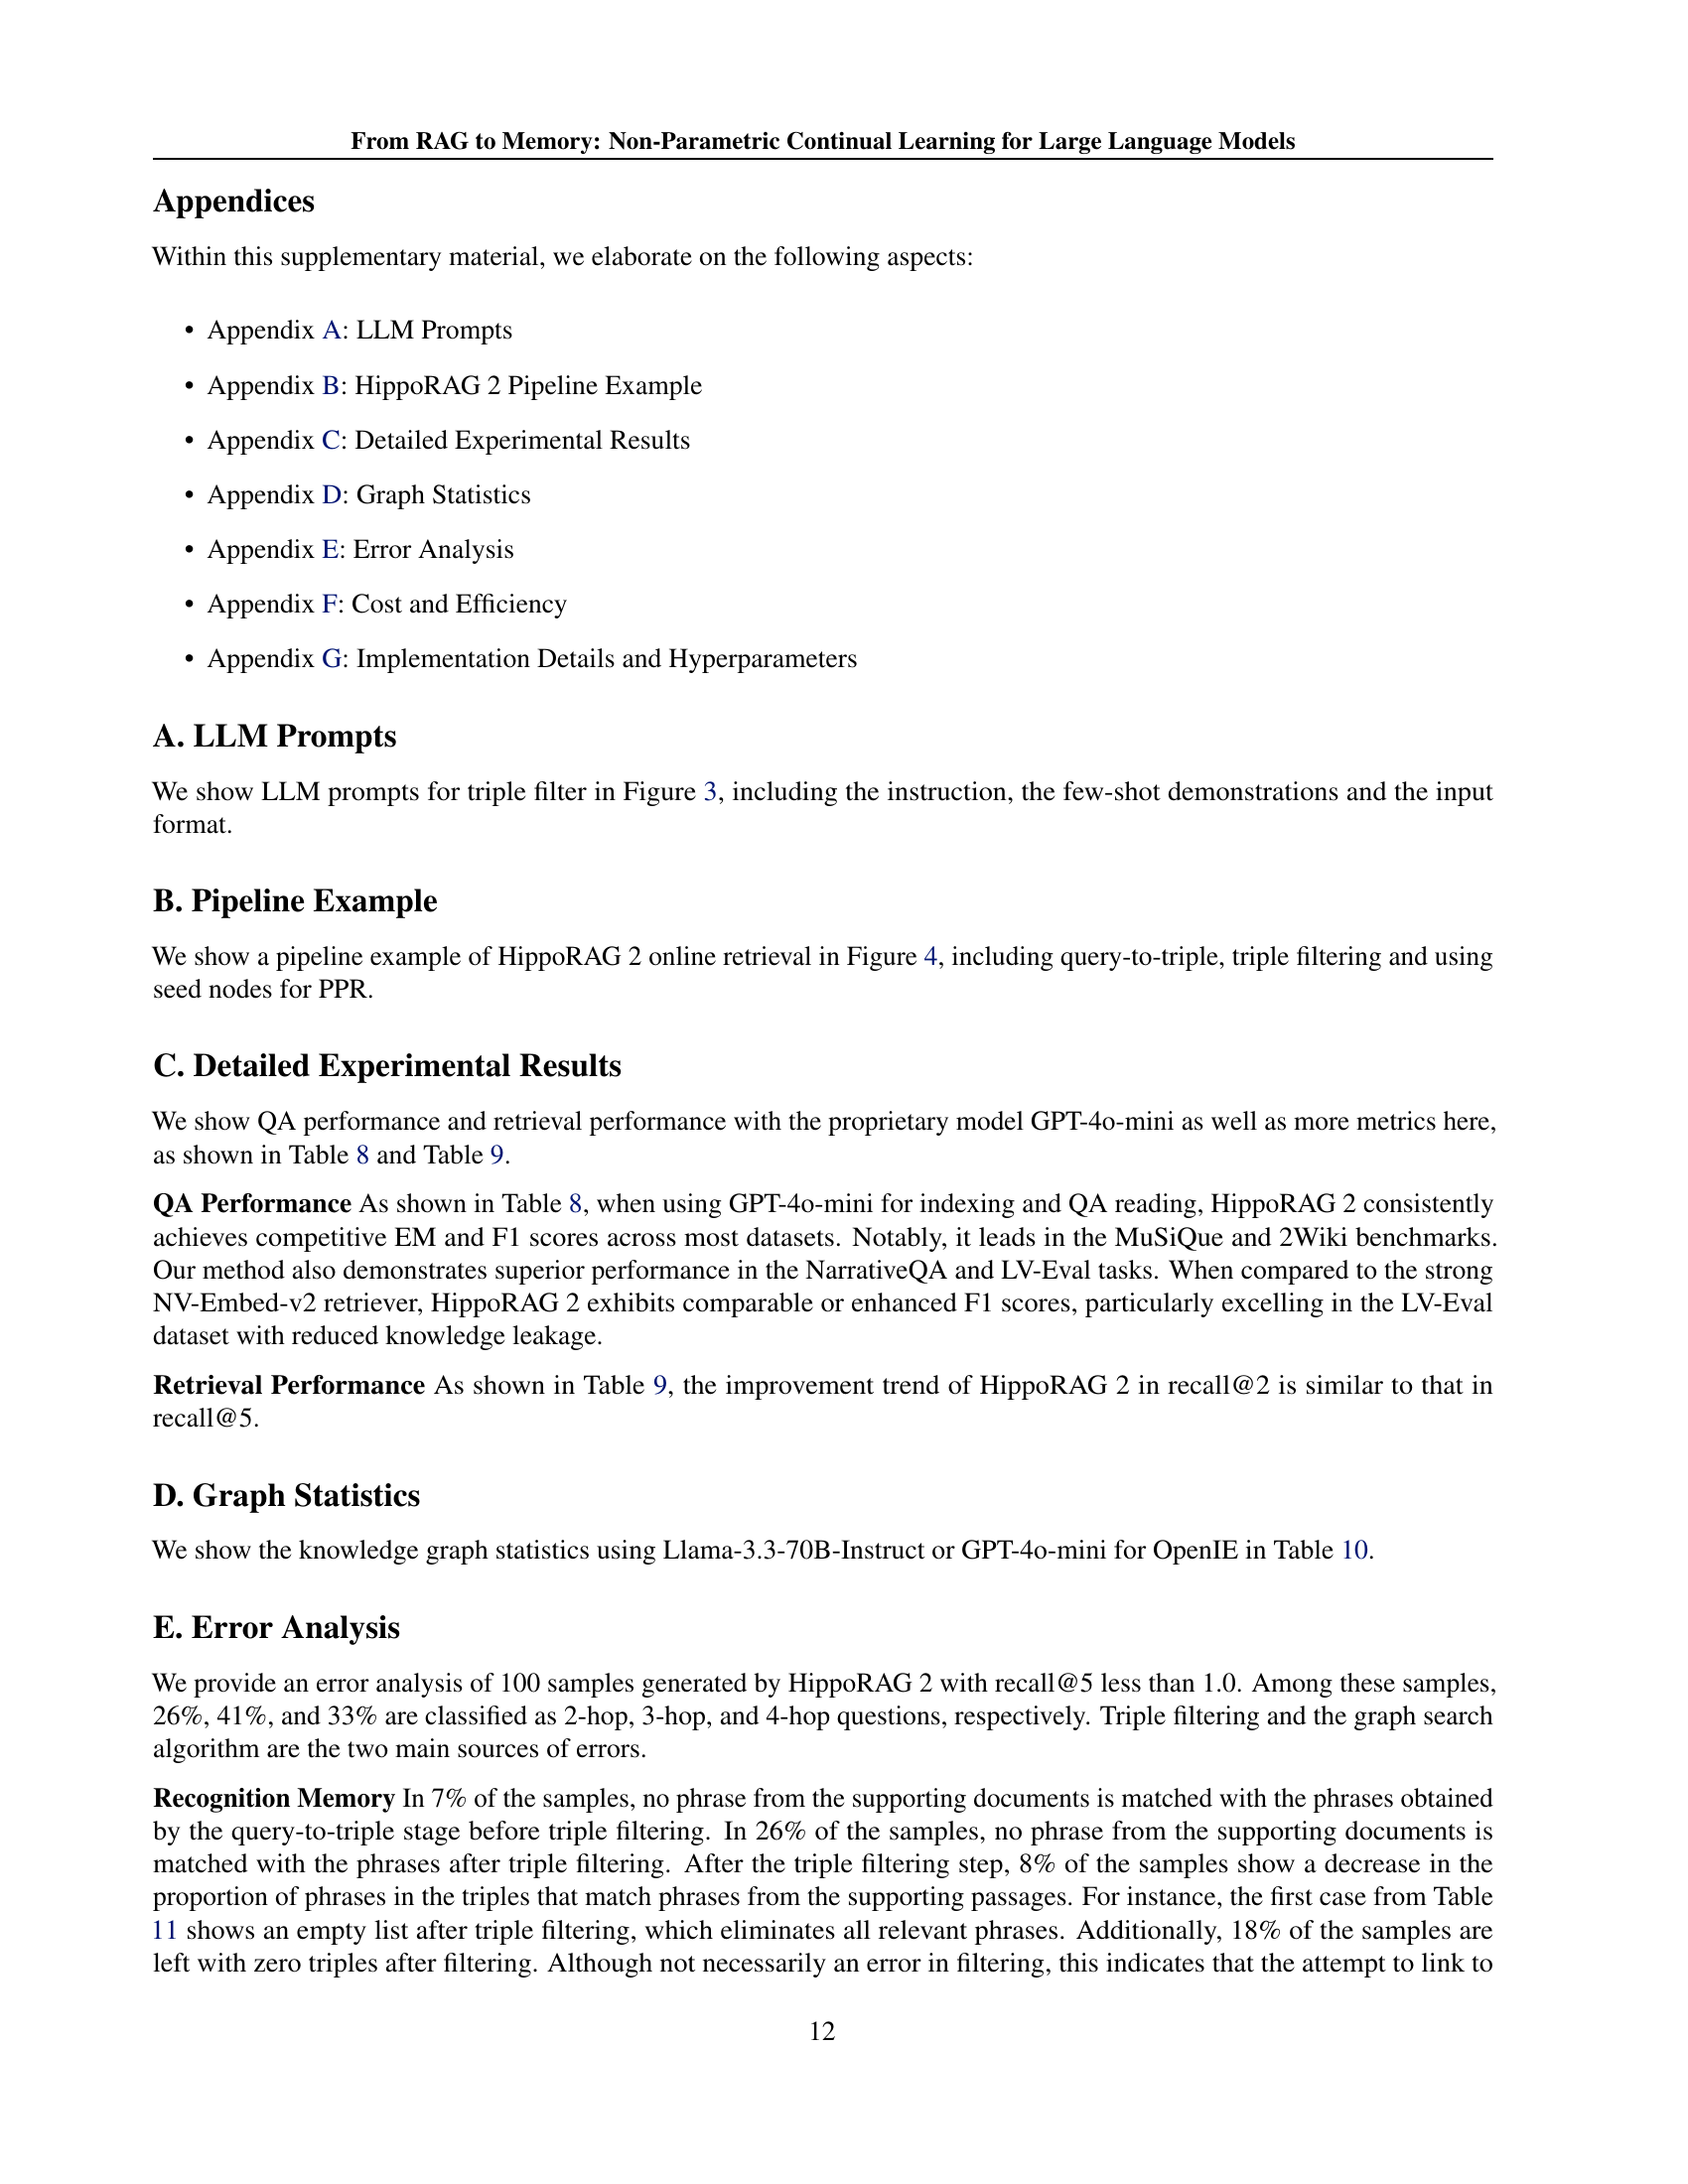 From RAG to Memory: Non-Parametric Continual Learning for Large Language Models
Appendices
Within this supplementary material, we elaborate on the following aspects:
• Appendix A: LLM Prompts
• Appendix B: HippoRAG 2 Pipeline Example
• Appendix C: Detailed Experimental Results
• Appendix D: Graph Statistics
• Appendix E: Error Analysis
• Appendix F: Cost and Efficiency
• Appendix G: Implementation Details and Hyperparameters
A. LLM Prompts
We show LLM prompts for triple filter in Figure 3, including the instruction, the few-shot demonstrations and the input
format.
B. Pipeline Example
We show a pipeline example of HippoRAG 2 online retrieval in Figure 4, including query-to-triple, triple filtering and using
seed nodes for PPR.
C. Detailed Experimental Results
We show QA performance and retrieval performance with the proprietary model GPT-4o-mini as well as more metrics here,
as shown in Table 8 and Table 9.
QA Performance As shown in Table 8, when using GPT-4o-mini for indexing and QA reading, HippoRAG 2 consistently
achieves competitive EM and F1 scores across most datasets. Notably, it leads in the MuSiQue and 2Wiki benchmarks.
Our method also demonstrates superior performance in the NarrativeQA and LV-Eval tasks. When compared to the strong
NV-Embed-v2 retriever, HippoRAG 2 exhibits comparable or enhanced F1 scores, particularly excelling in the LV-Eval
dataset with reduced knowledge leakage.
Retrieval Performance As shown in Table 9, the improvement trend of HippoRAG 2 in recall@2 is similar to that in
recall@5.
D. Graph Statistics
We show the knowledge graph statistics using Llama-3.3-70B-Instruct or GPT-4o-mini for OpenIE in Table 10.
E. Error Analysis
We provide an error analysis of 100 samples generated by HippoRAG 2 with recall@5 less than 1.0. Among these samples,
26%, 41%, and 33% are classified as 2-hop, 3-hop, and 4-hop questions, respectively. Triple filtering and the graph search
algorithm are the two main sources of errors.
Recognition Memory In 7% of the samples, no phrase from the supporting documents is matched with the phrases obtained
by the query-to-triple stage before triple filtering. In 26% of the samples, no phrase from the supporting documents is
matched with the phrases after triple filtering. After the triple filtering step, 8% of the samples show a decrease in the
proportion of phrases in the triples that match phrases from the supporting passages. For instance, the first case from Table
11 shows an empty list after triple filtering, which eliminates all relevant phrases. Additionally, 18% of the samples are
left with zero triples after filtering. Although not necessarily an error in filtering, this indicates that the attempt to link to
12